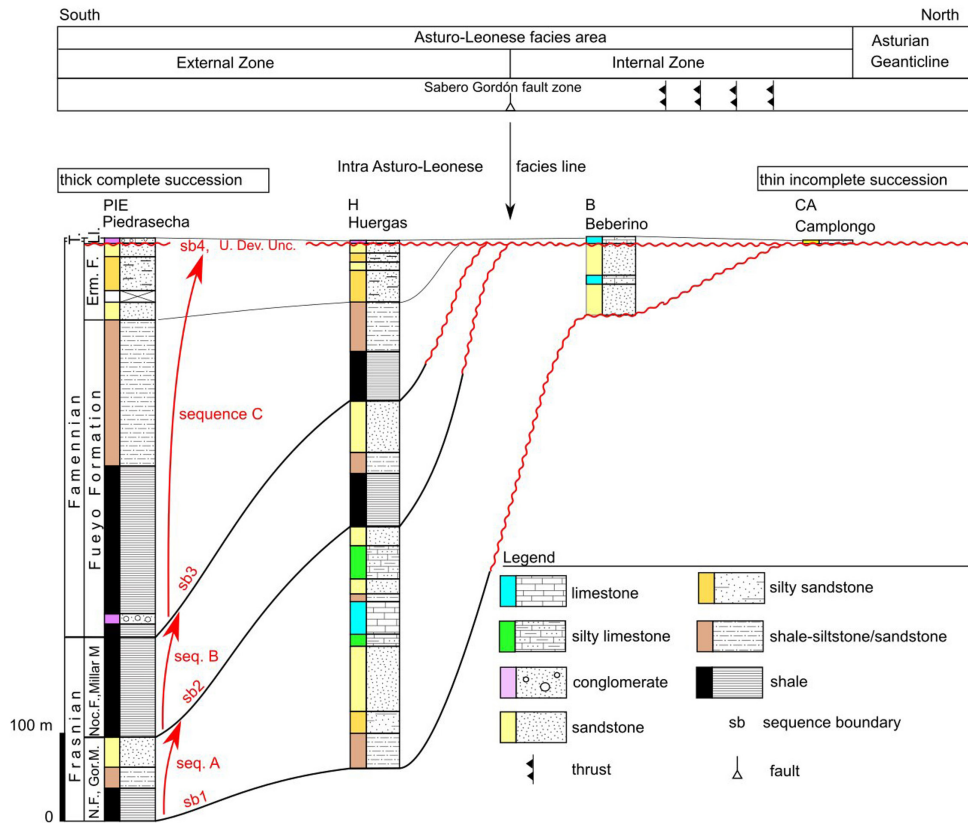 South
North
Asturo-Leonese facies area
Asturian
Geanticline
External Zone
Internal Zone
Sabero Gordón fault zone
Intra Asturo-Leonese
facies line
thick complete succession
thin incomplete succession
PIE
Piedrasecha
H
Huergas
B
Beberino
CA
Camplongo
T.
Ll.
sb4, U. Dev. Unc.
Erm. F.
Famennian
Fueyo Formation
sequence C
sb3
Frasnian
Noc.F.,Millar M
seq. B
sb2
N.F., Gor.M.
seq. A
sb1
100 m
0
Legend
limestone
silty sandstone
silty limestone
shale-siltstone/sandstone
conglomerate
shale
sandstone
sb sequence boundary
thrust
fault